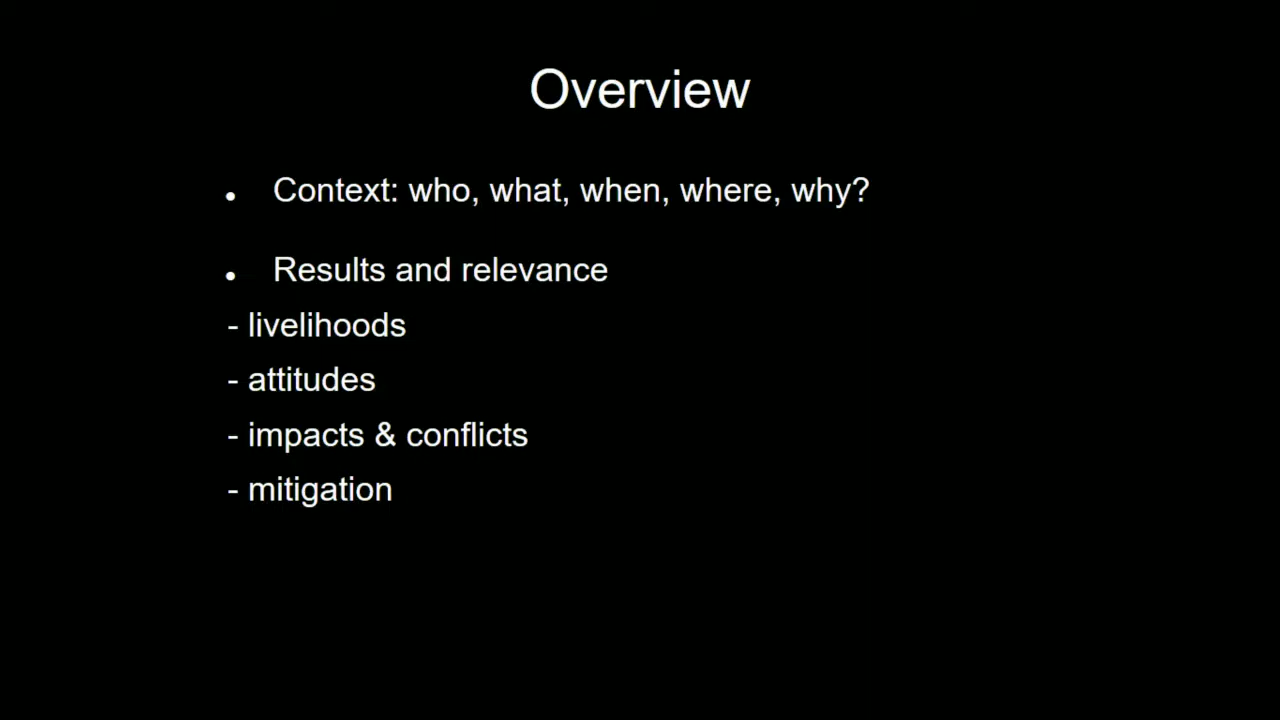 Overview
• Context: who, what, when, where, why?
• Results and relevance
- livelihoods
- attitudes
- impacts & conflicts
- mitigation